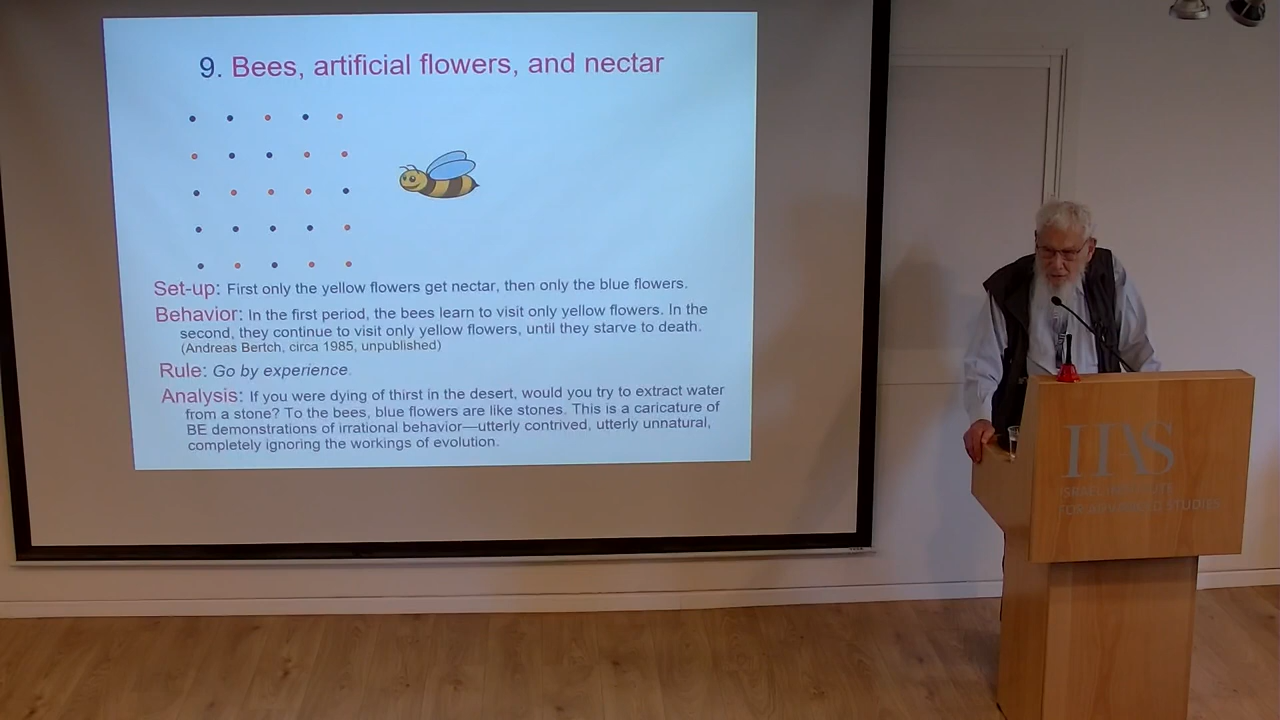 9. Bees, artificial flowers, and nectar
Set-up: First only the yellow flowers get nectar, then only the blue flowers.
Behavior: In the first period, the bees learn to visit only yellow flowers. In the
second, they continue to visit only yellow flowers, until they starve to death.
(Andreas Bertch, circa 1985, unpublished)
Rule: Go by experience.
Analysis: If you were dying of thirst in the desert, would you try to extract water
from a stone? To the bees, blue flowers are like stones. This is a caricature of
BE demonstrations of irrational behavior—utterly contrived, utterly unnatural,
completely ignoring the workings of evolution.
IIAS
ISRAEL INSTITUTE
FOR ADVANCED STUDIES